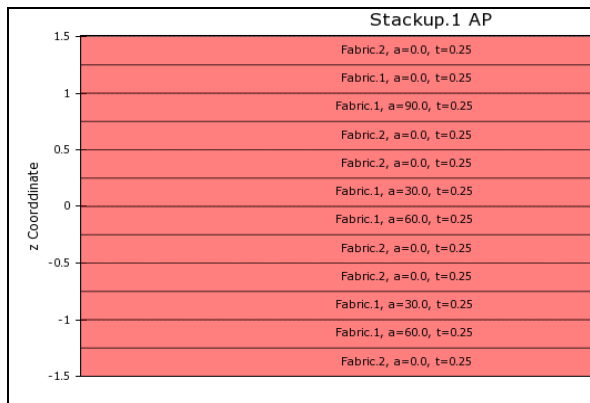 Stackup.1 AP
1.5
Fabric.2, a=0.0, t=0.25
Fabric.1, a=0.0, t=0.25
1
Fabric.1, a=90.0, t=0.25
Fabric.2, a=0.0, t=0.25
0.5
Fabric.2, a=0.0, t=0.25
Fabric.1, a=30.0, t=0.25
0
Fabric.1, a=60.0, t=0.25
Fabric.2, a=0.0, t=0.25
-0.5
Fabric.2, a=0.0, t=0.25
Fabric.1, a=30.0, t=0.25
-1
Fabric.1, a=60.0, t=0.25
Fabric.2, a=0.0, t=0.25
-1.5
z Coorddinate